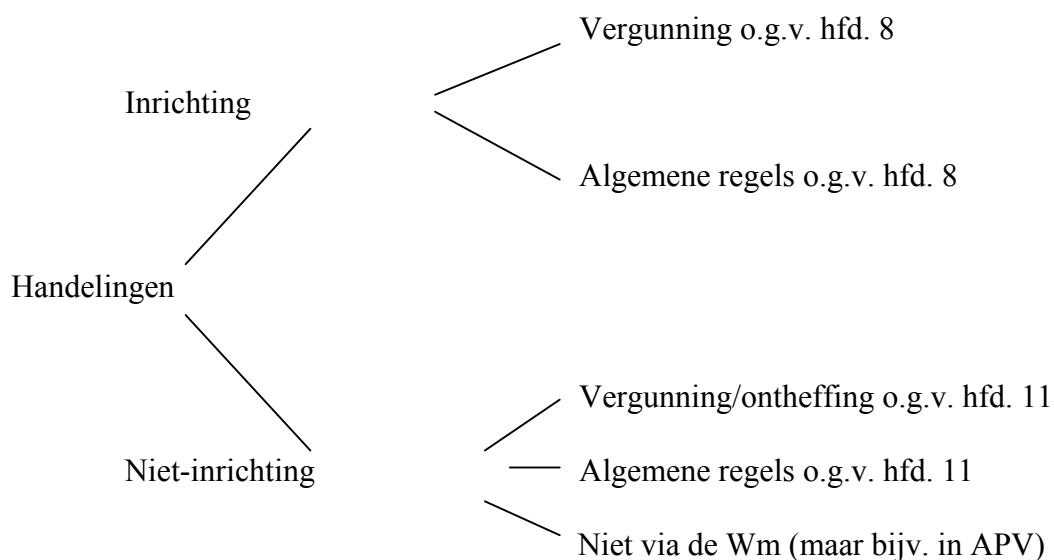 Vergunning o.g.v. hfd. 8
Inrichting
Algemene regels o.g.v. hfd. 8
Handelingen
Vergunning/ontheffing o.g.v. hfd. 11
Niet-inrichting
Algemene regels o.g.v. hfd. 11
Niet via de Wm (maar bijv. in APV)